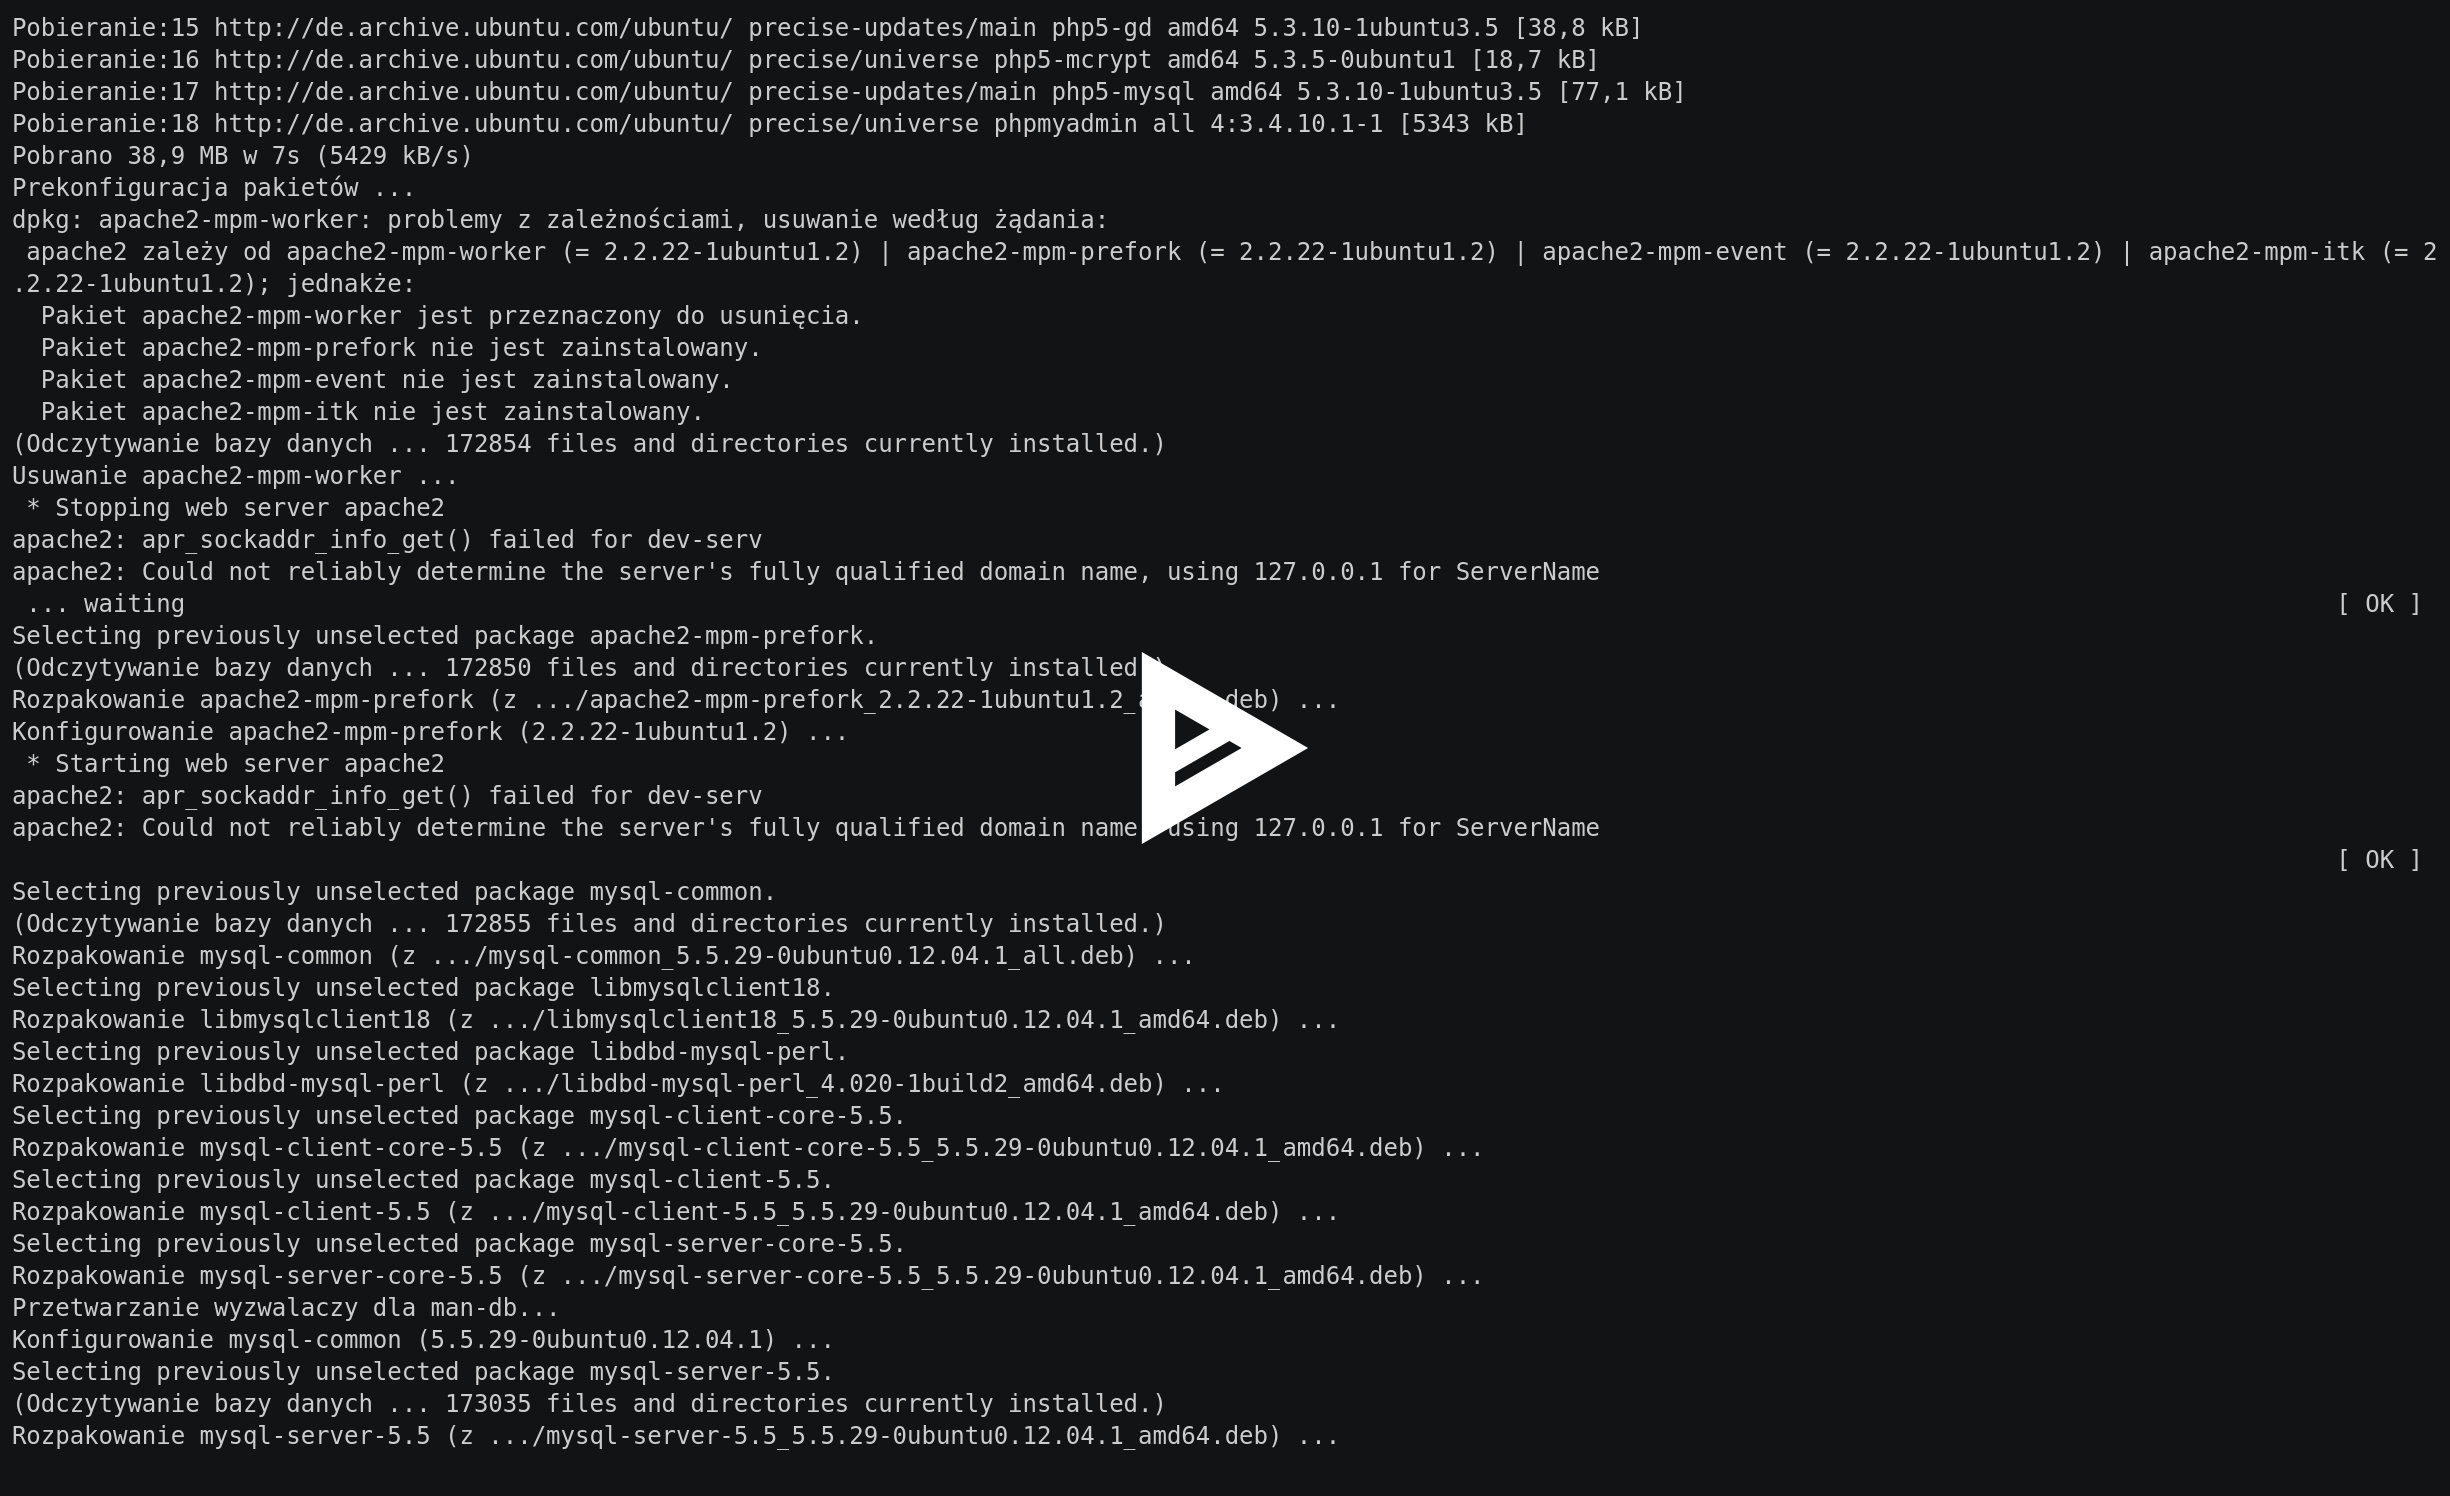 Pobieranie:15 http://de.archive.ubuntu.com/ubuntu/ precise-updates/main php5-gd amd64 5.3.10-1ubuntu3.5 [38,8 kB]
Pobieranie:16 http://de.archive.ubuntu.com/ubuntu/ precise/universe php5-mcrypt amd64 5.3.5-0ubuntu1 [18,7 kB]
Pobieranie:17 http://de.archive.ubuntu.com/ubuntu/ precise-updates/main php5-mysql amd64 5.3.10-1ubuntu3.5 [77,1 kB]
Pobieranie:18 http://de.archive.ubuntu.com/ubuntu/ precise/universe phpmyadmin all 4:3.4.10.1-1 [5343 kB]
Pobrano 38,9 MB w 7s (5429 kB/s)
Prekonfiguracja pakietów ...
dpkg: apache2-mpm-worker: problemy z zależnościami, usuwanie według żądania:
 apache2 zależy od apache2-mpm-worker (= 2.2.22-1ubuntu1.2) | apache2-mpm-prefork (= 2.2.22-1ubuntu1.2) | apache2-mpm-event (= 2.2.22-1ubuntu1.2) | apache2-mpm-itk (= 2
.2.22-1ubuntu1.2); jednakże:
  Pakiet apache2-mpm-worker jest przeznaczony do usunięcia.
  Pakiet apache2-mpm-prefork nie jest zainstalowany.
  Pakiet apache2-mpm-event nie jest zainstalowany.
  Pakiet apache2-mpm-itk nie jest zainstalowany.
(Odczytywanie bazy danych ... 172854 files and directories currently installed.)
Usuwanie apache2-mpm-worker ...
 * Stopping web server apache2
apache2: apr_sockaddr_info_get() failed for dev-serv
apache2: Could not reliably determine the server's fully qualified domain name, using 127.0.0.1 for ServerName
 ... waiting [ OK ]
Selecting previously unselected package apache2-mpm-prefork.
(Odczytywanie bazy danych ... 172850 files and directories currently installed
Rozpakowanie apache2-mpm-prefork (z ... deb) ...
Konfigurowanie apache2-mpm-prefork (2.2.22-1ubuntu1.2) ...
 * Starting web server apache2
apache2: apr_sockaddr_info_get() failed for dev-serv
apache2: Could not reliably determine the server's fully qualified domain name using 127.0.0.1 for ServerName
[ OK ]
Selecting previously unselected package mysql-common.
(Odczytywanie bazy danych ... 172855 files and directories currently installed.)
Rozpakowanie mysql-common (z .../mysql-common_5.5.29-0ubuntu0.12.04.1_all.deb) ...
Selecting previously unselected package libmysqlclient18.
Rozpakowanie libmysqlclient18 (z .../libmysqlclient18_5.5.29-0ubuntu0.12.04.1_amd64.deb) ...
Selecting previously unselected package libdbd-mysql-perl.
Rozpakowanie libdbd-mysql-perl (z .../libdbd-mysql-perl_4.020-1build2_amd64.deb) ...
Selecting previously unselected package mysql-client-core-5.5.
Rozpakowanie mysql-client-core-5.5 (z .../mysql-client-core-5.5_5.5.29-0ubuntu0.12.04.1_amd64.deb) ...
Selecting previously unselected package mysql-client-5.5.
Rozpakowanie mysql-client-5.5 (z .../mysql-client-5.5_5.5.29-0ubuntu0.12.04.1_amd64.deb) ...
Selecting previously unselected package mysql-server-core-5.5.
Rozpakowanie mysql-server-core-5.5 (z .../mysql-server-core-5.5_5.5.29-0ubuntu0.12.04.1_amd64.deb) ...
Przetwarzanie wyzwalaczy dla man-db...
Konfigurowanie mysql-common (5.5.29-0ubuntu0.12.04.1) ...
Selecting previously unselected package mysql-server-5.5.
(Odczytywanie bazy danych ... 173035 files and directories currently installed.)
Rozpakowanie mysql-server-5.5 (z .../mysql-server-5.5_5.5.29-0ubuntu0.12.04.1_amd64.deb) ...